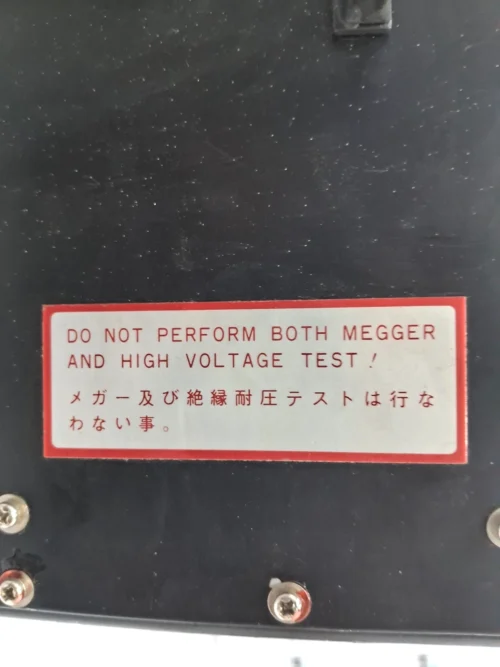 DO NOT PERFORM BOTH MEGGER
AND HIGH VOLTAGE TEST!
メガー及び絶縁耐圧テストは行な
わない事。